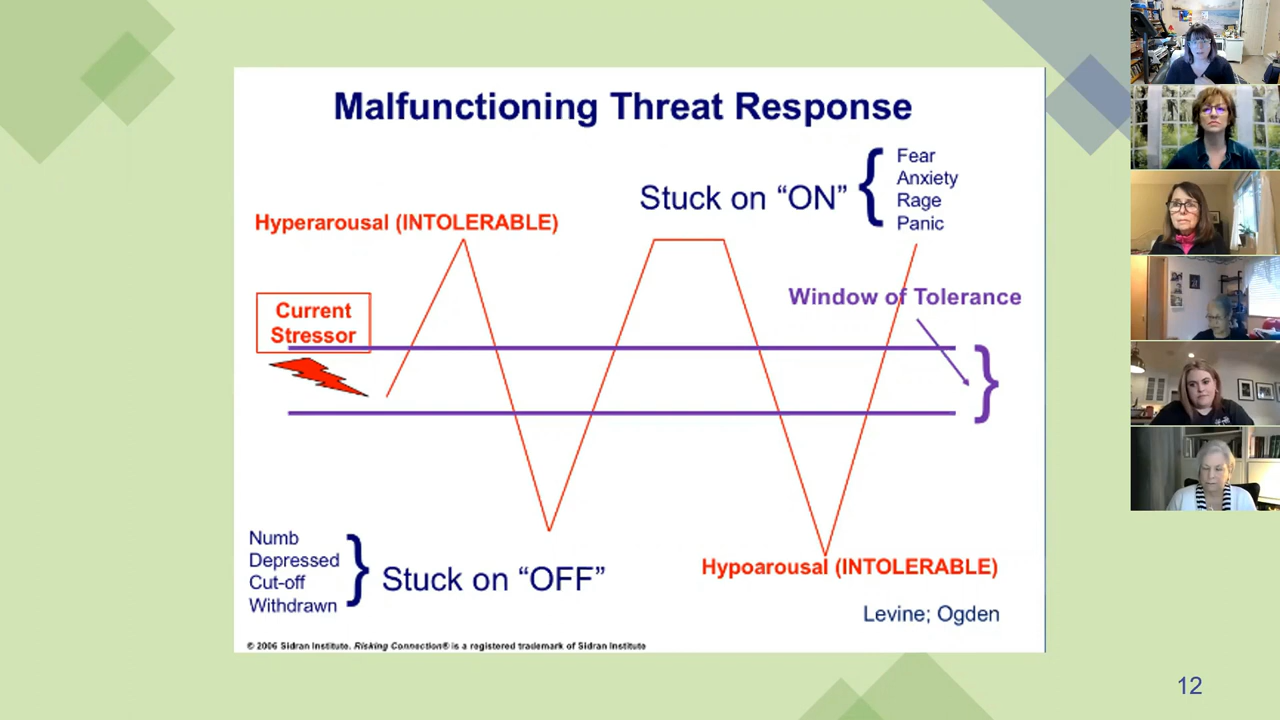 Malfunctioning Threat Response
Stuck on “ON”
Fear
Anxiety
Rage
Panic
Hyperarousal (INTOLERABLE)
Window of Tolerance
Current
Stressor
Numb
Depressed
Cut-off
Withdrawn
Stuck on “OFF”
Hypoarousal (INTOLERABLE)
Levine; Ogden
© 2006 Sidran Institute. Risking Connection® is a registered trademark of Sidran Institute
12